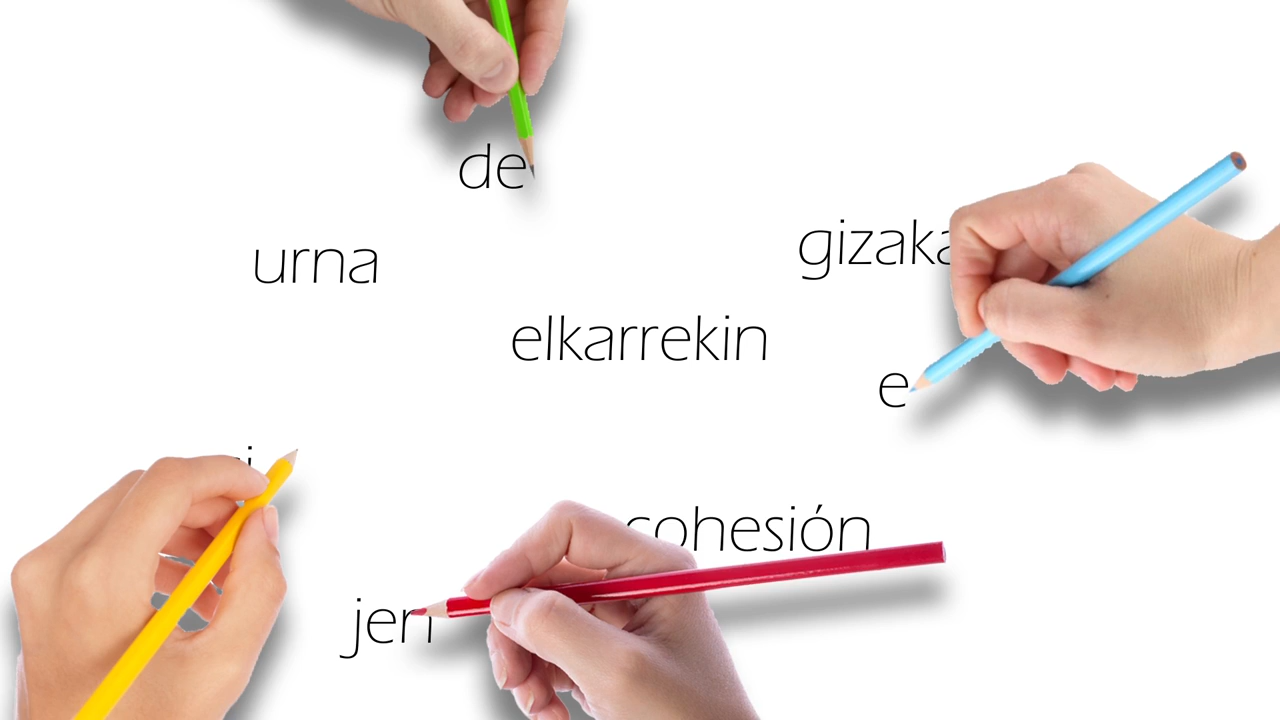 de
urna
gizaka
elkarrekin
e
cohesión
jen